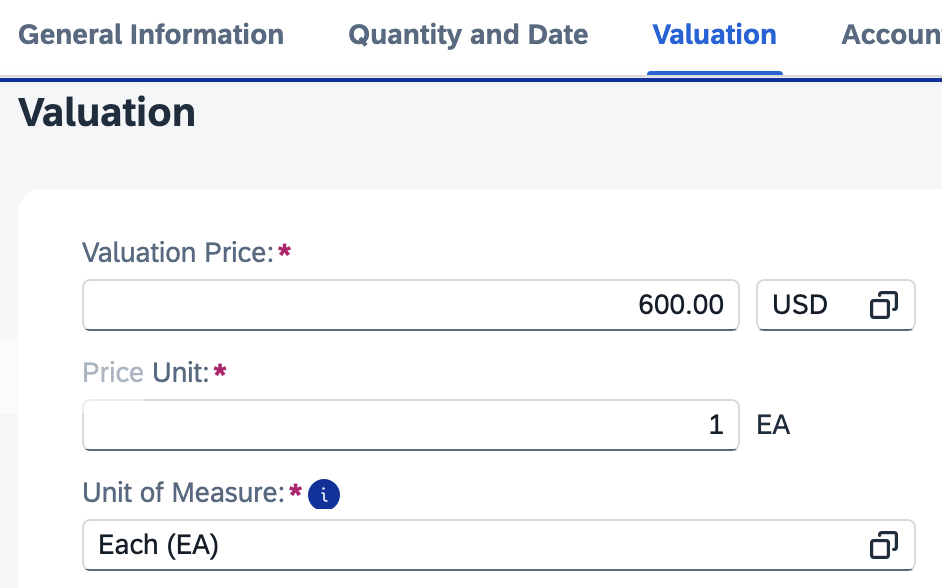 General Information Quantity and Date Valuation Accoun
Valuation
Valuation Price:*
600.00 USD
Price Unit:*
1 EA
Unit of Measure:* i
Each (EA)